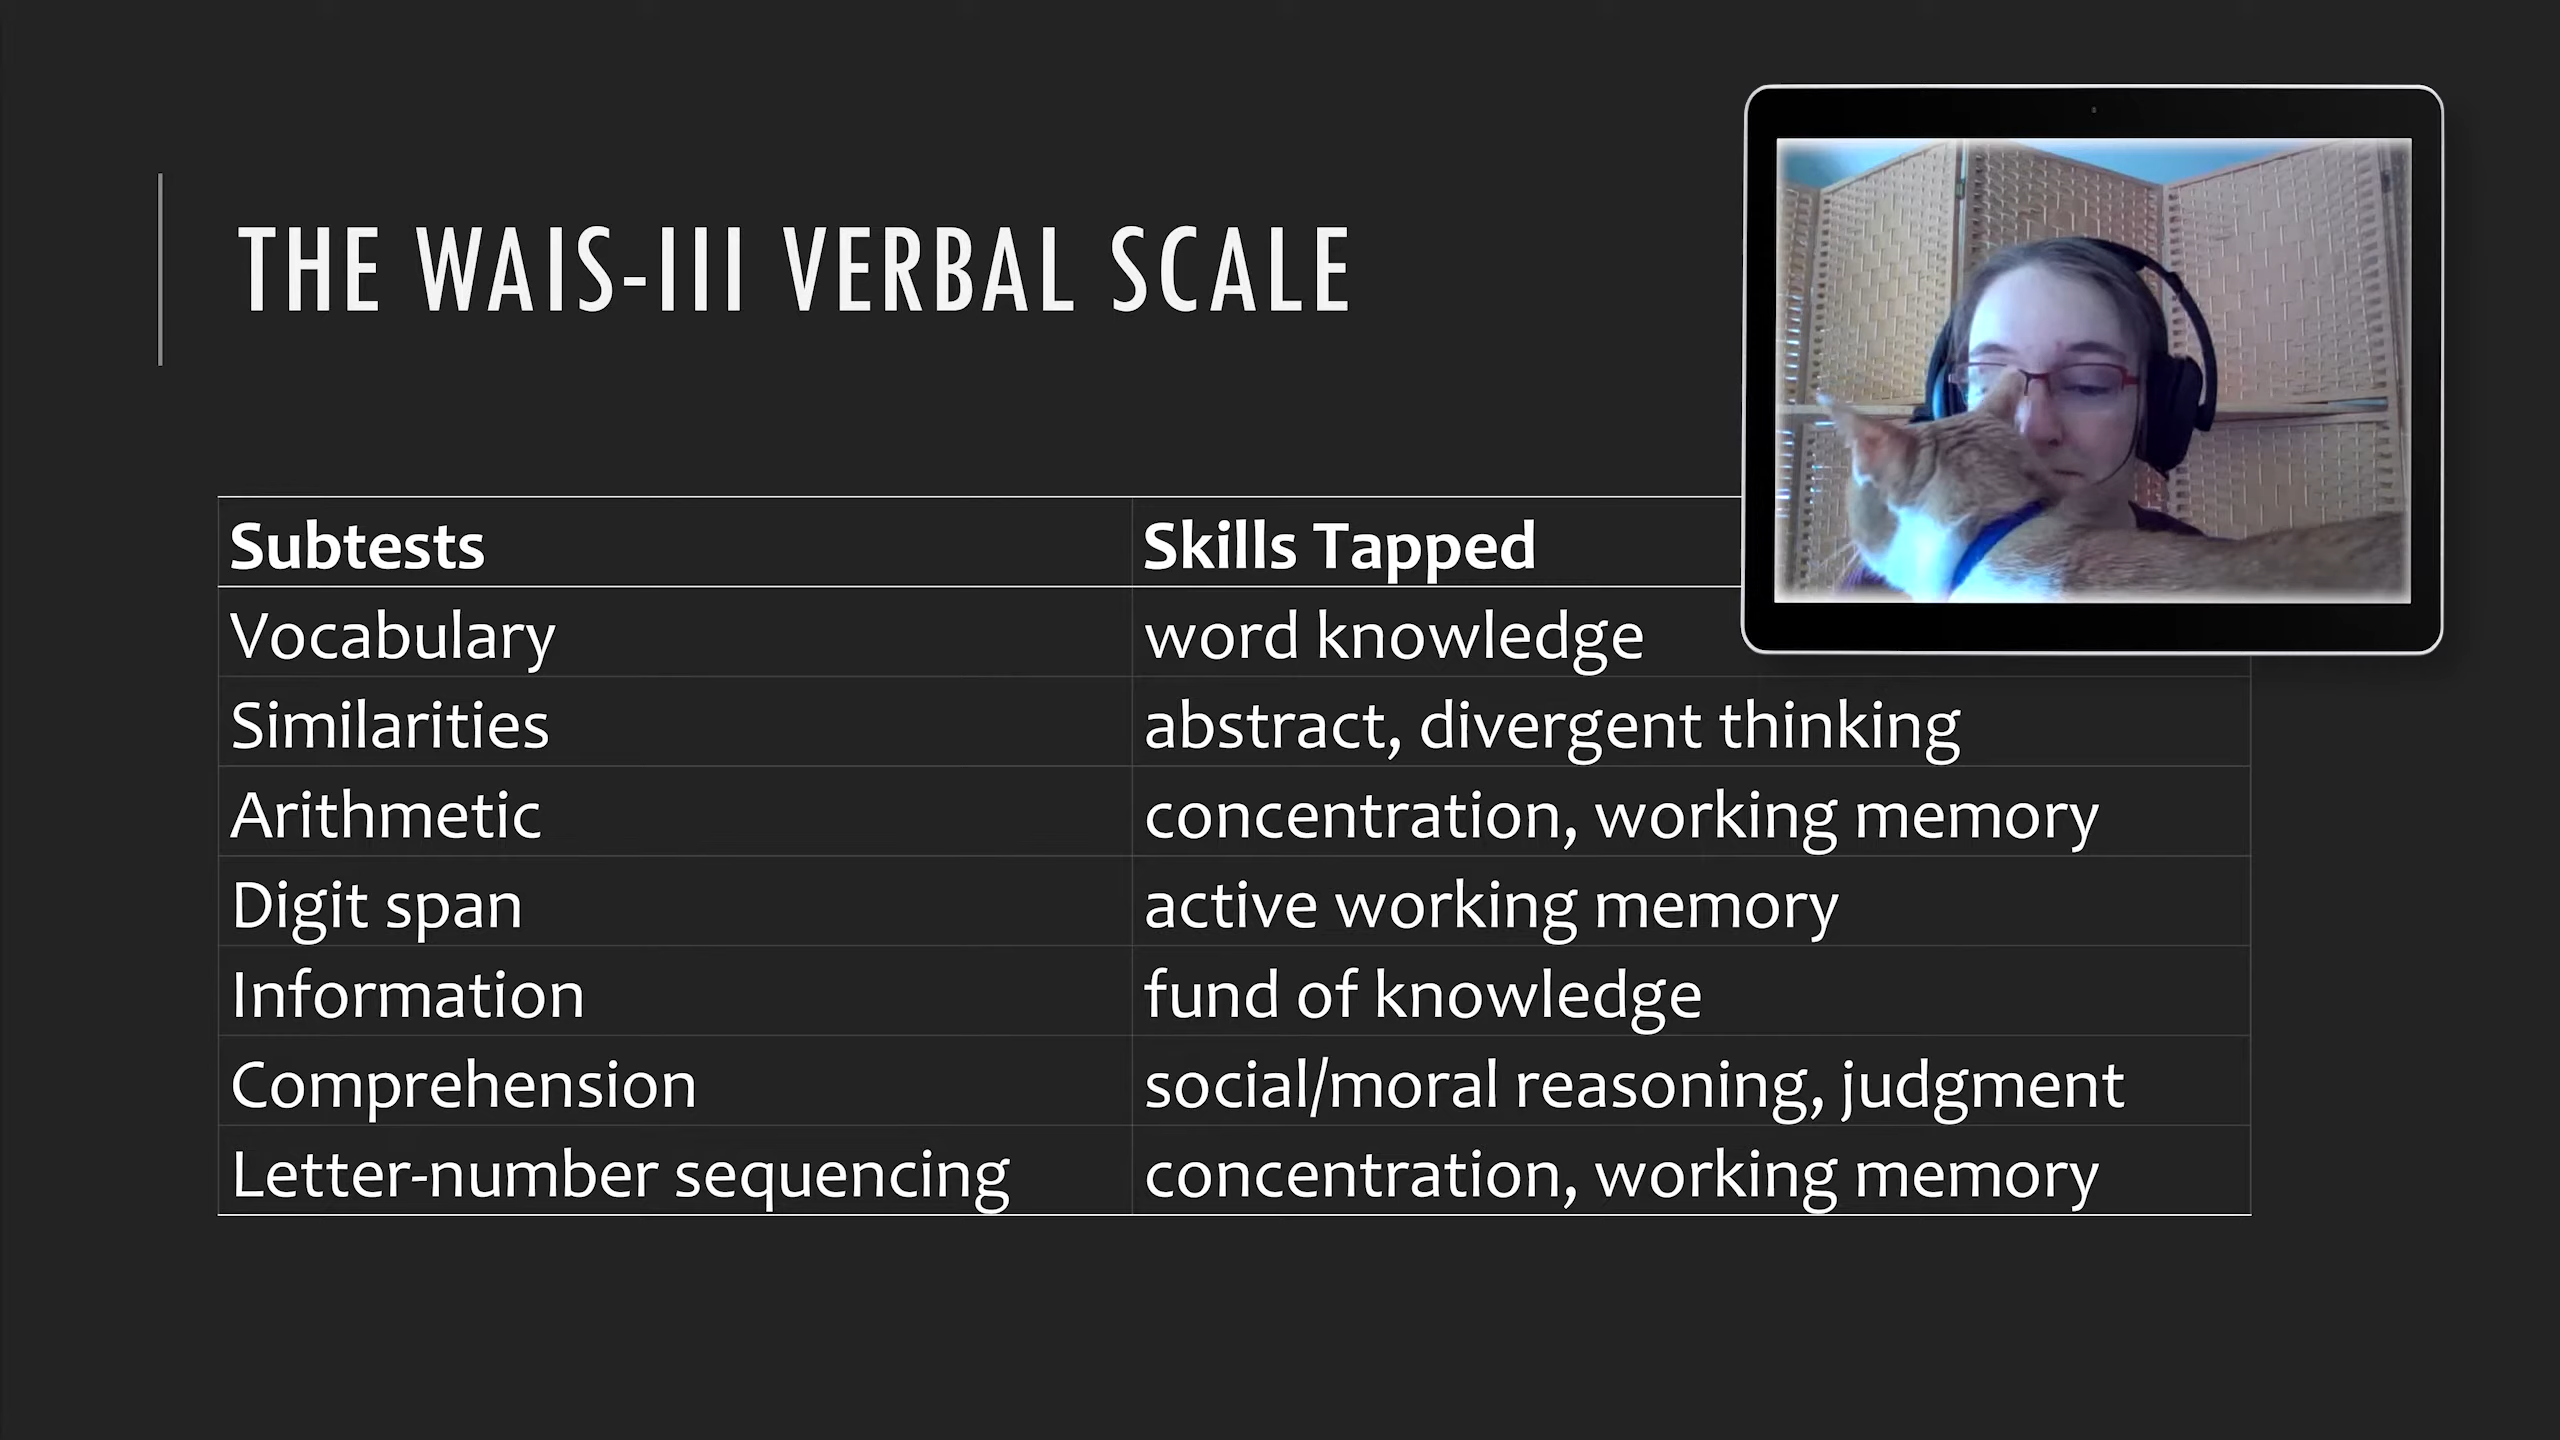 THE WAIS-III VERBAL SCALE
Subtests Skills Tapped
Vocabulary word knowledge
Similarities abstract, divergent thinking
Arithmetic concentration, working memory
Digit span active working memory
Information fund of knowledge
Comprehension social/moral reasoning, judgment
Letter-number sequencing concentration, working memory